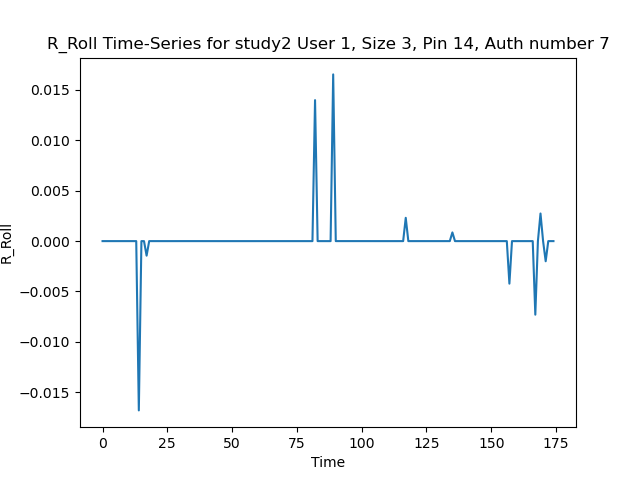 R_Roll Time-Series for study2 User 1, Size 3, Pin 14, Auth number 7
0.015
0.010
0.005
0.000
−0.005
−0.010
−0.015
R_Roll
0 25 50 75 100 125 150 175
Time